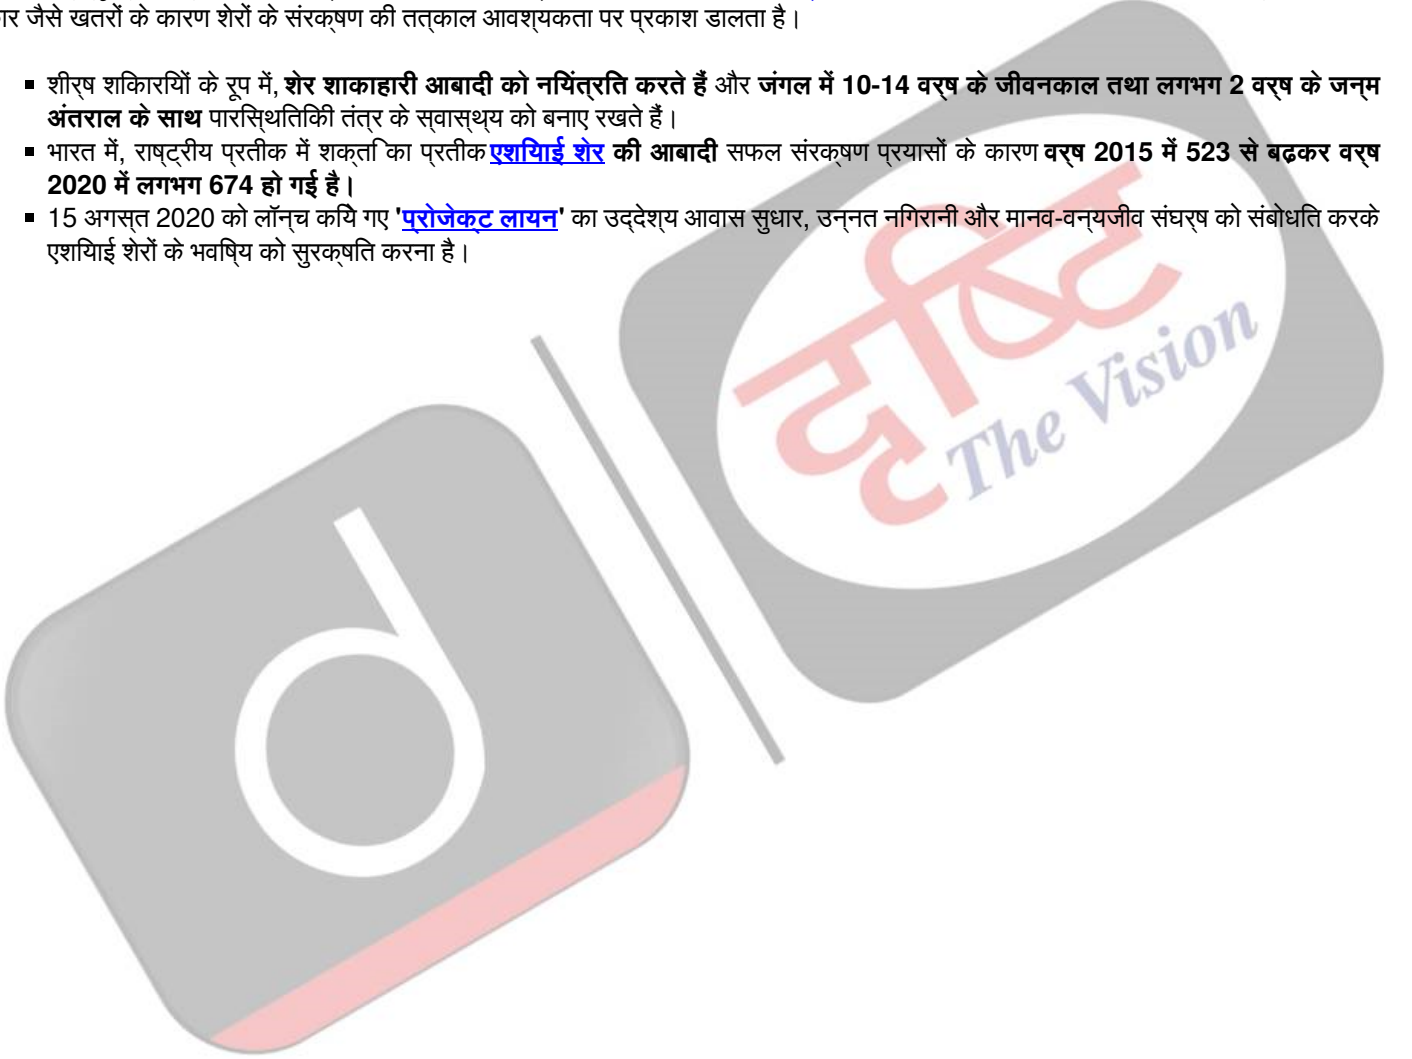 जैसे खतरों के कारण शेरों के संरक्षण की तत्काल आवश्यकता पर प्रकाश डालता है।
▪ शीर्ष शिकारियों के रूप में, शेर शाकाहारी आबादी को नियंत्रित करते हैं और जंगल में 10-14 वर्ष के जीवनकाल तथा लगभग 2 वर्ष के जन्म
अंतराल के साथ पारिस्थितिकी तंत्र के स्वास्थ्य को बनाए रखते हैं।
▪ भारत में, राष्ट्रीय प्रतीक में शक्ति का प्रतीक एशियाई शेर की आबादी सफल संरक्षण प्रयासों के कारण वर्ष 2015 में 523 से बढ़कर वर्ष
2020 में लगभग 674 हो गई है।
▪ 15 अगस्त 2020 को लॉन्च किये गए 'प्रोजेक्ट लायन' का उद्देश्य आवास सुधार, उन्नत निगरानी और मानव-वन्यजीव संघर्ष को संबोधित करके
एशियाई शेरों के भविष्य को सुरक्षित करना है।
दृष्टि
The Vision
d